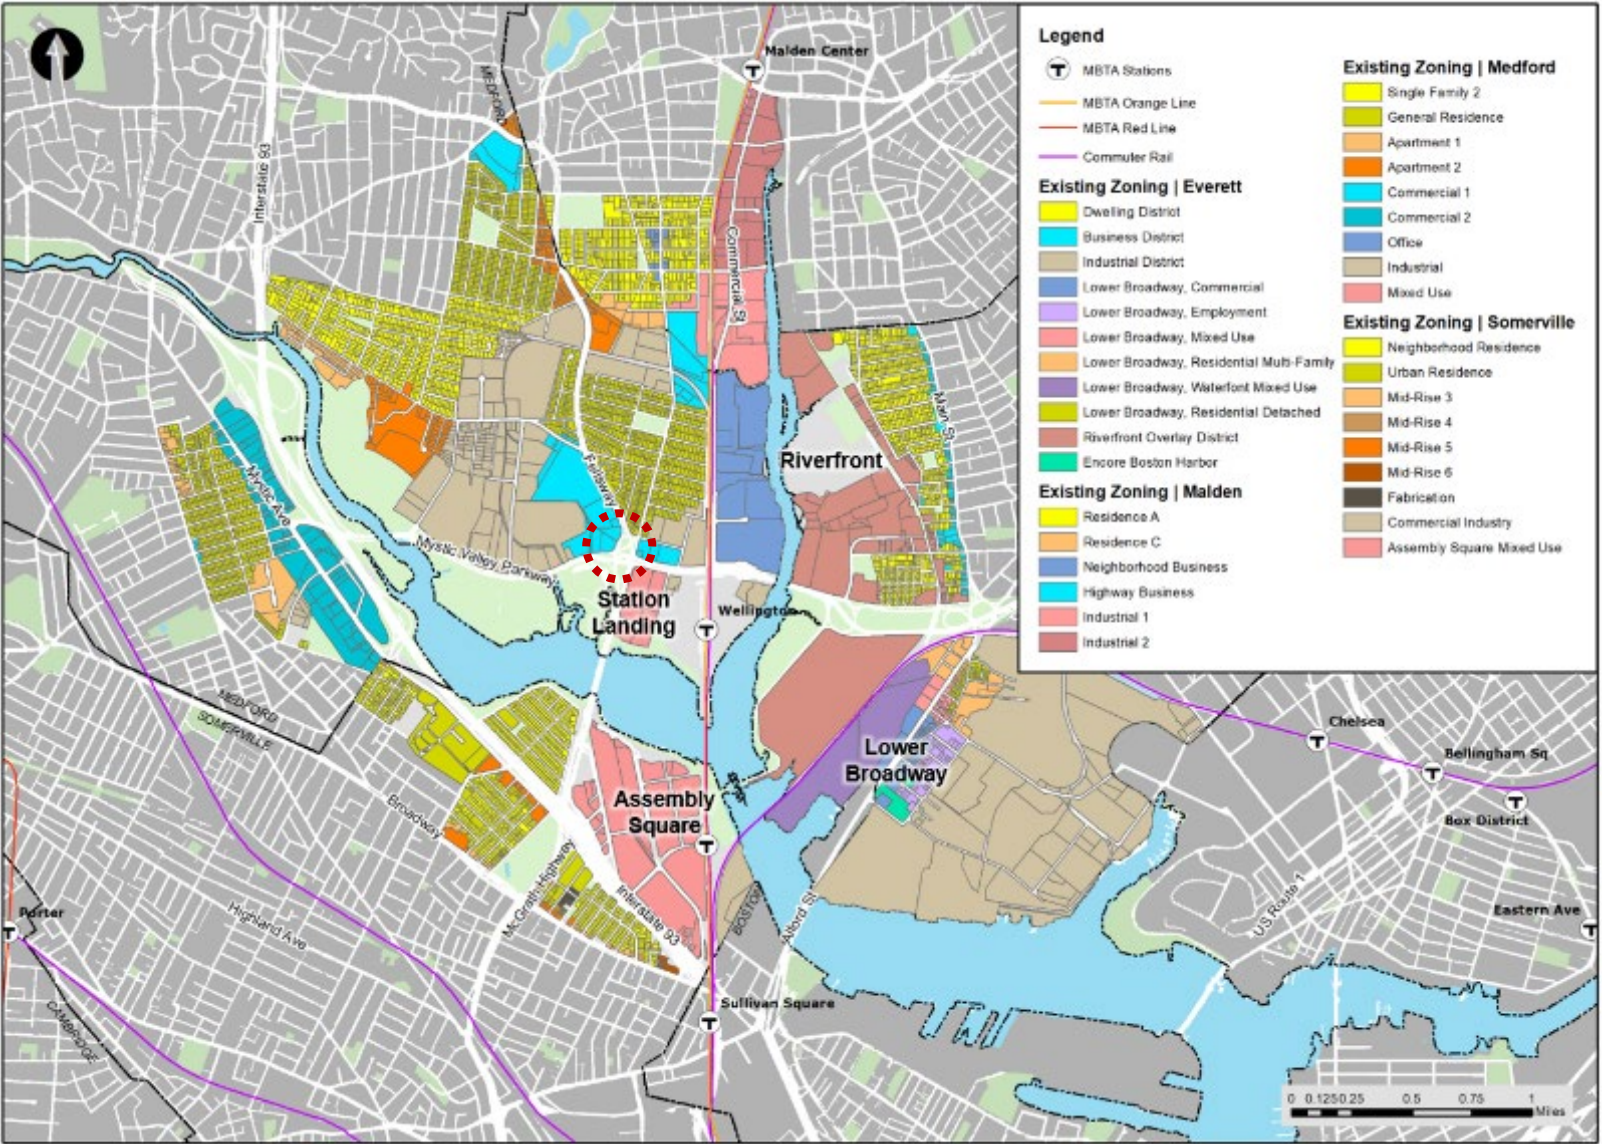 Legend
MBTA Stations
MBTA Orange Line
MBTA Red Line
Commuter Rail
Existing Zoning | Everett
Dwelling District
Business District
Industrial District
Lower Broadway, Commercial
Lower Broadway, Employment
Lower Broadway, Mixed Use
Lower Broadway, Residential Multi-Family
Lower Broadway, Waterfont Mixed Use
Lower Broadway, Residential Detached
Riverfront Overlay District
Encore Boston Harbor
Existing Zoning | Malden
Residence A
Residence C
Neighborhood Business
Highway Business
Industrial 1
Industrial 2
Existing Zoning | Medford
Single Family 2
General Residence
Apartment 1
Apartment 2
Commercial 1
Commercial 2
Office
Industrial
Mixed Use
Existing Zoning | Somerville
Neighborhood Residence
Urban Residence
Mid-Rise 3
Mid-Rise 4
Mid-Rise 5
Mid-Rise 6
Fabrication
Commercial Industry
Assembly Square Mixed Use
Malden Center
MEDFORD
Interstate 93
Commercial St
Main St
Riverfront
Fellsway
Mystic Ave
Mystic Valley Parkway
Station
Landing
Wellington
MEDFORD
SOMERVILLE
Lower
Broadway
Chelsea
Bellingham Sq
Box District
Assembly
Square
Broadway
McGrath Highway
Interstate 93
BOSTON
Alford St
US Route 1
Eastern Ave
Porter
Highland Ave
Sullivan Square
CAMBRIDGE
0 0.125 0.25 0.5 0.75 1
Miles